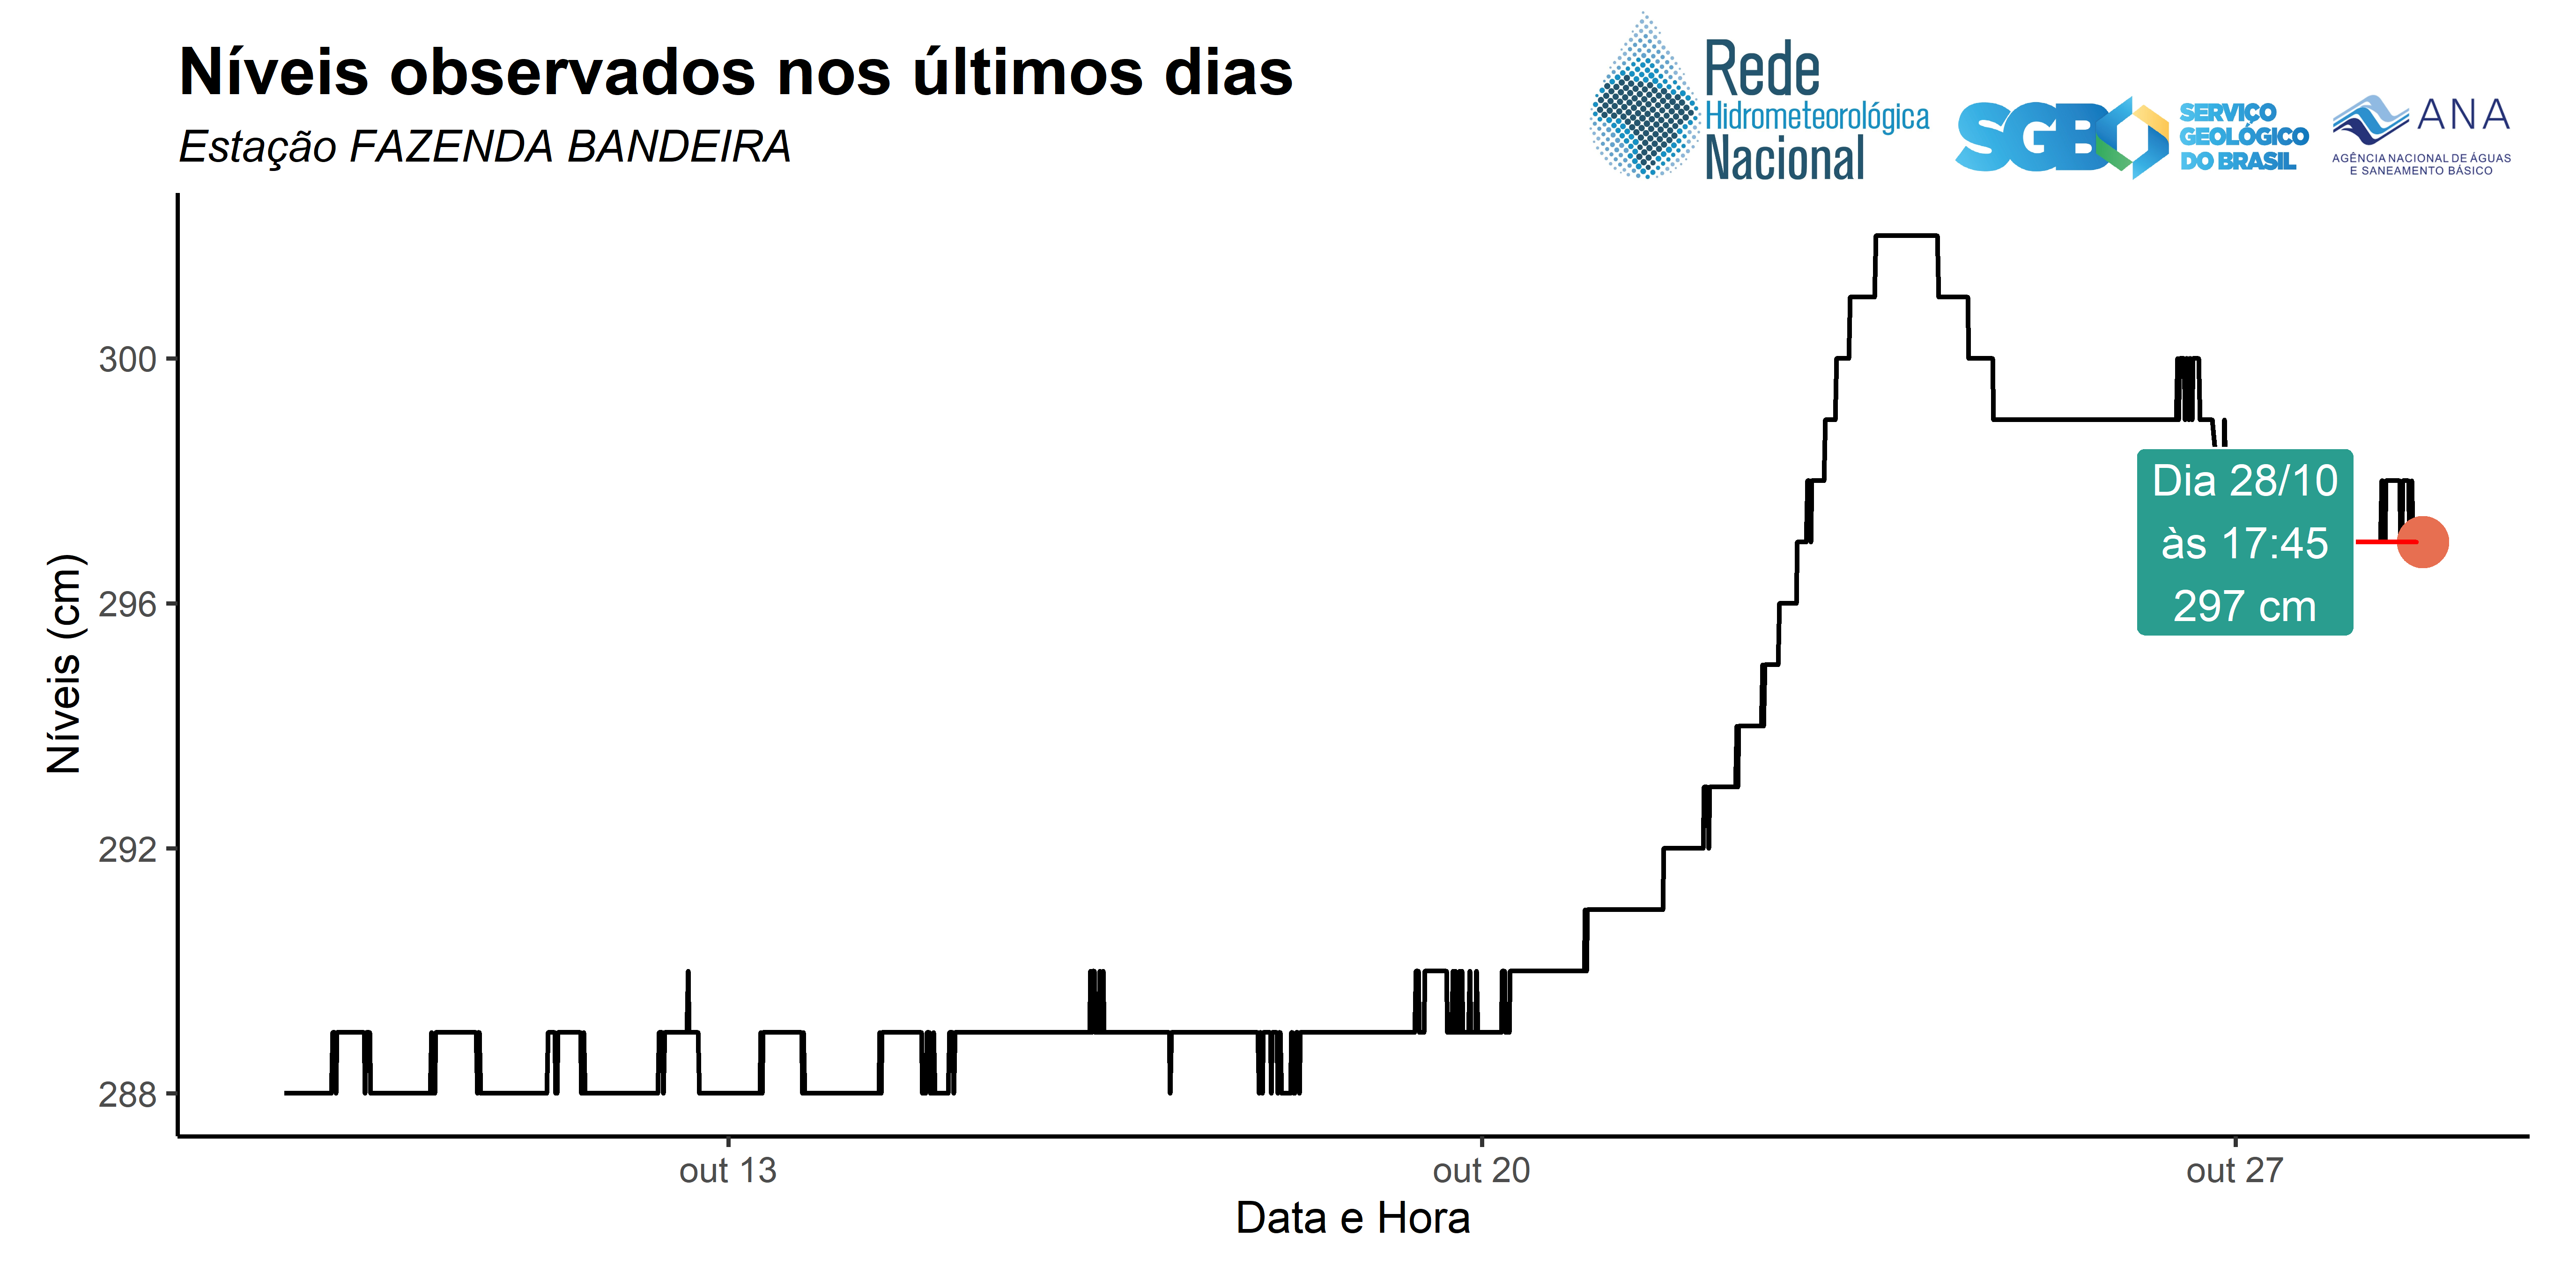 Níveis observados nos últimos dias
Estação FAZENDA BANDEIRA
Rede
Hidrometeorológica
Nacional
SGB
SERVIÇO
GEOLÓGICO
DO BRASIL
ANA
AGÊNCIA NACIONAL DE ÁGUAS
E SANEAMENTO BÁSICO
Níveis (cm)
300
296
292
288
Dia 28/10
às 17:45
297 cm
out 13
out 20
out 27
Data e Hora